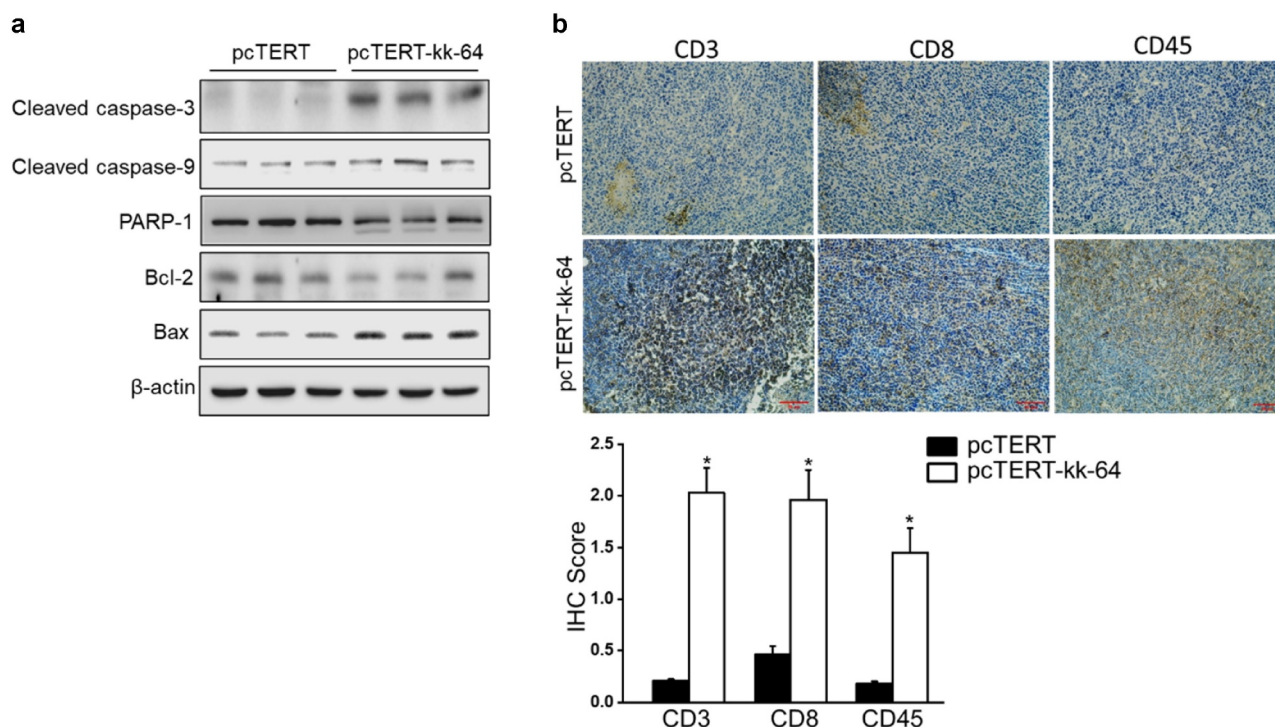 a
pcTERT pcTERT-kk-64
Cleaved caspase-3
Cleaved caspase-9
PARP-1
Bcl-2
Bax
β-actin
b
CD3 CD8 CD45
pcTERT
pcTERT-kk-64
pcTERT
pcTERT-kk-64
IHC Score
2.5
2.0
1.5
1.0
0.5
0.0
* * *
CD3 CD8 CD45